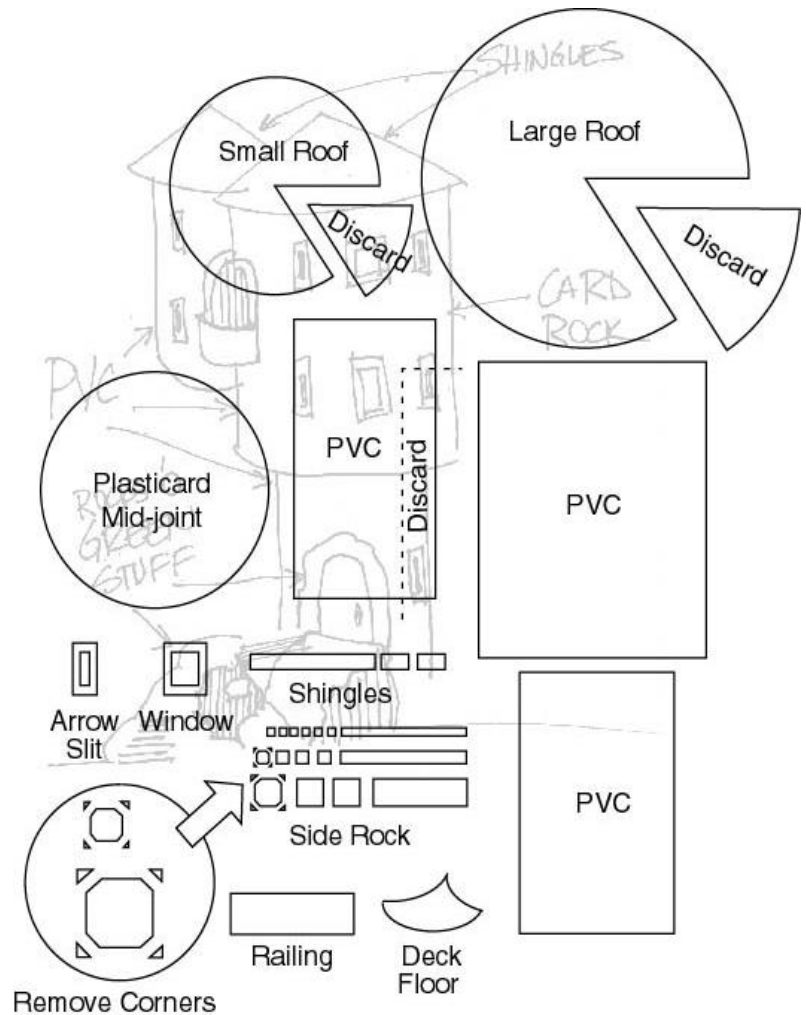 SHINGLES
Small Roof
Large Roof
Discard
Discard
CARD
ROCK
PVC
PVC
Discard
PVC
Plasticard
Mid-joint
GREEN
STUFF
Arrow
Slit
Window
Shingles
PVC
Side Rock
Railing
Deck
Floor
Remove Corners